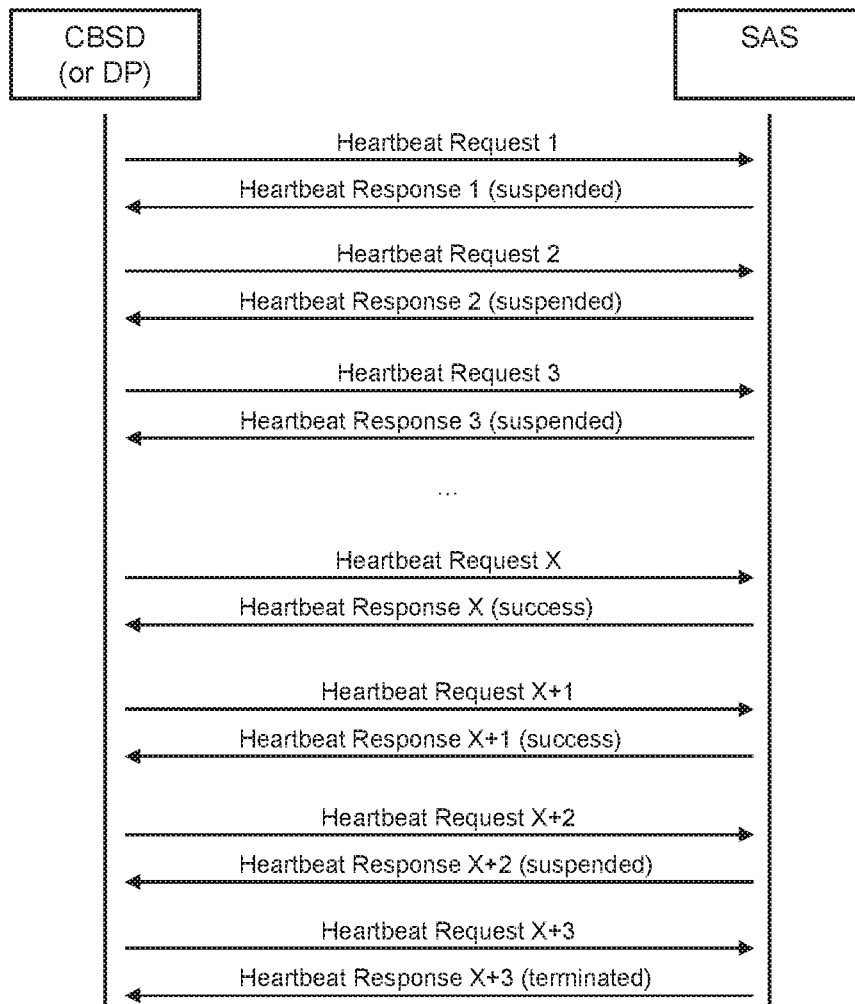 CBSD
(or DP)
SAS
Heartbeat Request 1
Heartbeat Response 1 (suspended)
Heartbeat Request 2
Heartbeat Response 2 (suspended)
Heartbeat Request 3
Heartbeat Response 3 (suspended)
...
Heartbeat Request X
Heartbeat Response X (success)
Heartbeat Request X+1
Heartbeat Response X+1 (success)
Heartbeat Request X+2
Heartbeat Response X+2 (suspended)
Heartbeat Request X+3
Heartbeat Response X+3 (terminated)